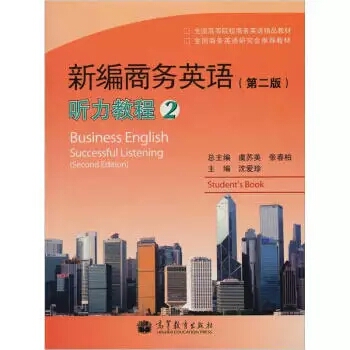 全国高等院校商务英语精品教材
全国商务英语研究会推荐教材
新编商务英语(第二版)
听力教程 2
Business English
Successful Listening
(Second Edition)
总主编 虞苏美 张春柏
主 编 沈爱珍
Student's Book
高等教育出版社
HIGHER EDUCATION PRESS